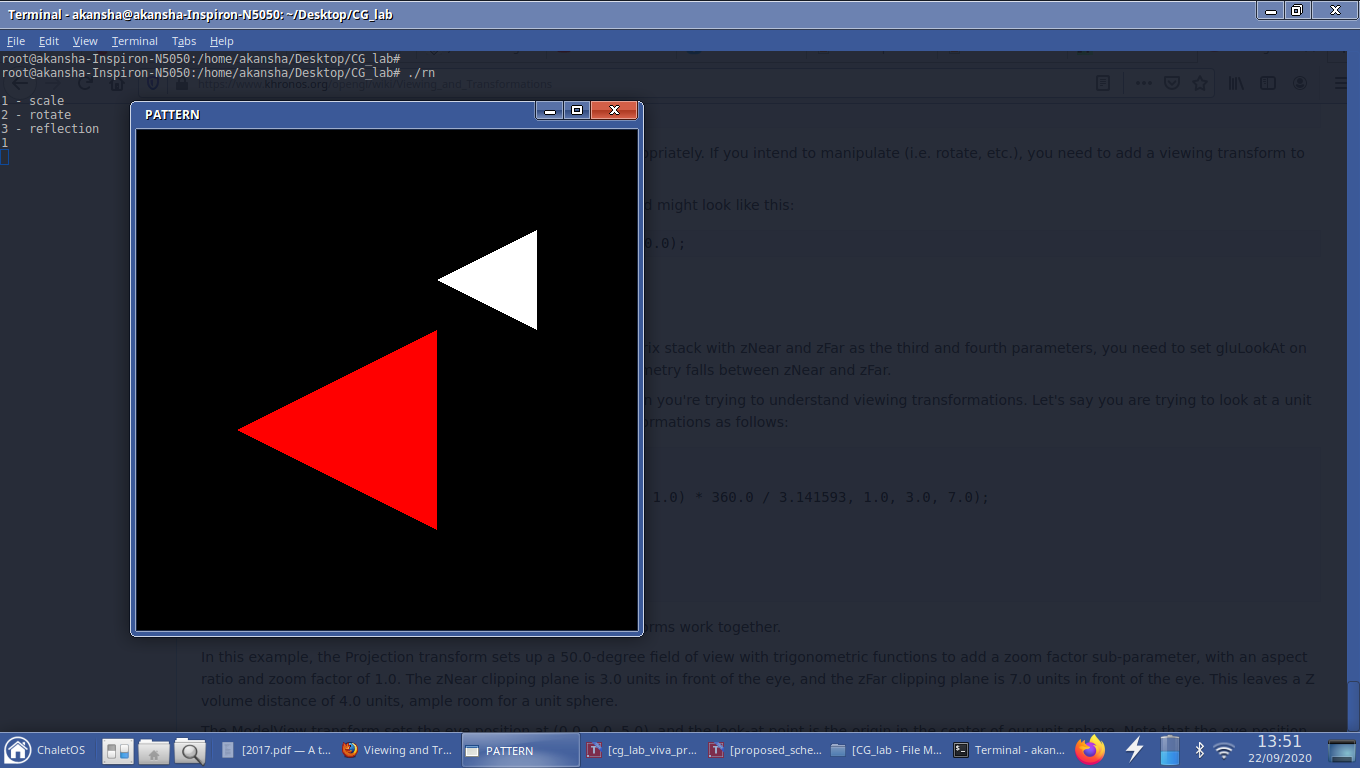 Terminal - akansha@akansha-Inspiron-N5050: ~/Desktop/CG_lab
File Edit View Terminal Tabs Help
root@akansha-Inspiron-N5050:/home/akansha/Desktop/CG_lab#
root@akansha-Inspiron-N5050:/home/akansha/Desktop/CG_lab# ./rn
1 - scale
2 - rotate
3 - reflection
1
PATTERN
opriately. If you intend to manipulate (i.e. rotate, etc.), you need to add a viewing transform to
d might look like this:
0.0);
rix stack with zNear and zFar as the third and fourth parameters, you need to set gluLookAt on
metry falls between zNear and zFar.
n you're trying to understand viewing transformations. Let's say you are trying to look at a unit
formations as follows:
1.0) * 360.0 / 3.141593, 1.0, 3.0, 7.0);
orms work together.
In this example, the Projection transform sets up a 50.0-degree field of view with trigonometric functions to add a zoom factor sub-parameter, with an aspect
ratio and zoom factor of 1.0. The zNear clipping plane is 3.0 units in front of the eye, and the zFar clipping plane is 7.0 units in front of the eye. This leaves a Z
volume distance of 4.0 units, ample room for a unit sphere.
ChaletOS
[2017.pdf — A t...
Viewing and Tr...
PATTERN
[cg_lab_viva_pr...
[proposed_sche...
[CG_lab - File M...
Terminal - akan...
13:51
22/09/2020